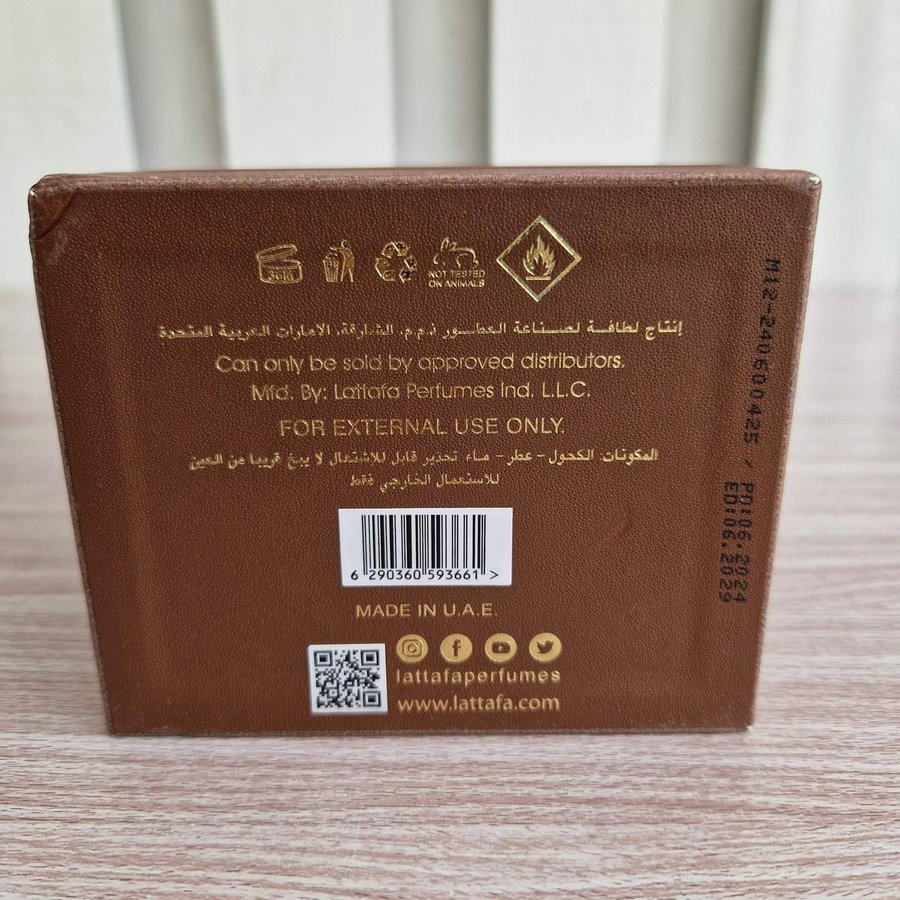 36M
NOT TESTED
ON ANIMALS
إنتاج لطافة لصناعة العطور ذ.م.م. الشارقة، الامارات العربية المتحدة
Can only be sold by approved distributors.
Mfd. By: Lattafa Perfumes Ind. L.L.C.
FOR EXTERNAL USE ONLY.
المكونات: الكحول - عطر - ماء تحذير قابل للاشتعال لا يبخ قريبا من العين
للاستعمال الخارجي فقط
6 290360 593661 >
MADE IN U.A.E.
lattafaperfumes
www.lattafa.com
M12-240600425 / PD:06.2024
ED:06.2029